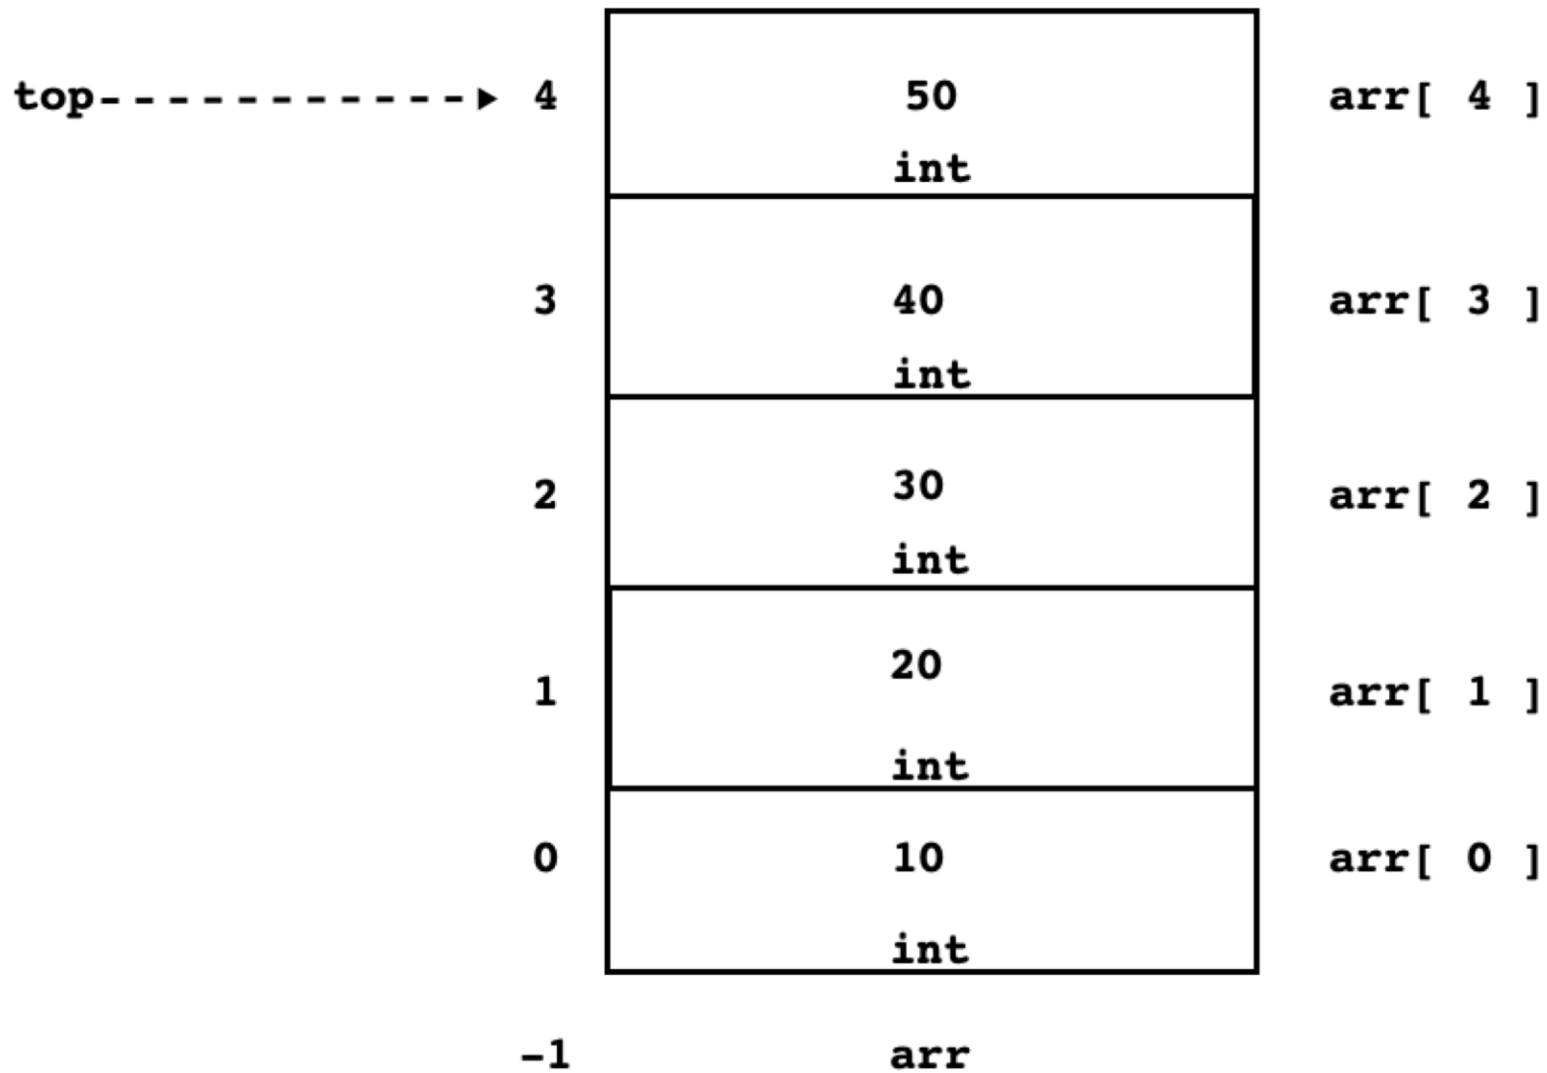 top----------- 4 50 arr[ 4 ]
int
3 40 arr[ 3 ]
int
2 30 arr[ 2 ]
int
1 20 arr[ 1 ]
int
0 10 arr[ 0 ]
int
-1 arr